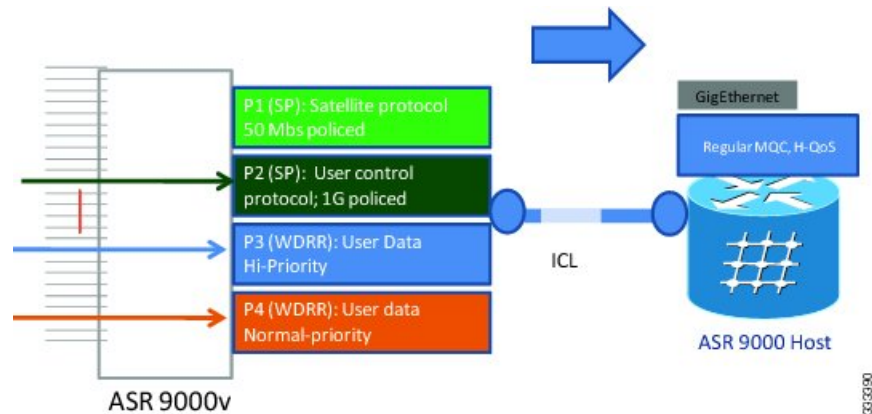 P1 (SP): Satellite protocol
50 Mbs policed
P2 (SP): User control
protocol; 1G policed
P3 (WDRR): User Data
Hi-Priority
P4 (WDRR): User data
Normal-priority
ASR 9000v
ICL
GigEthernet
Regular MQC, H-QoS
ASR 9000 Host
333390